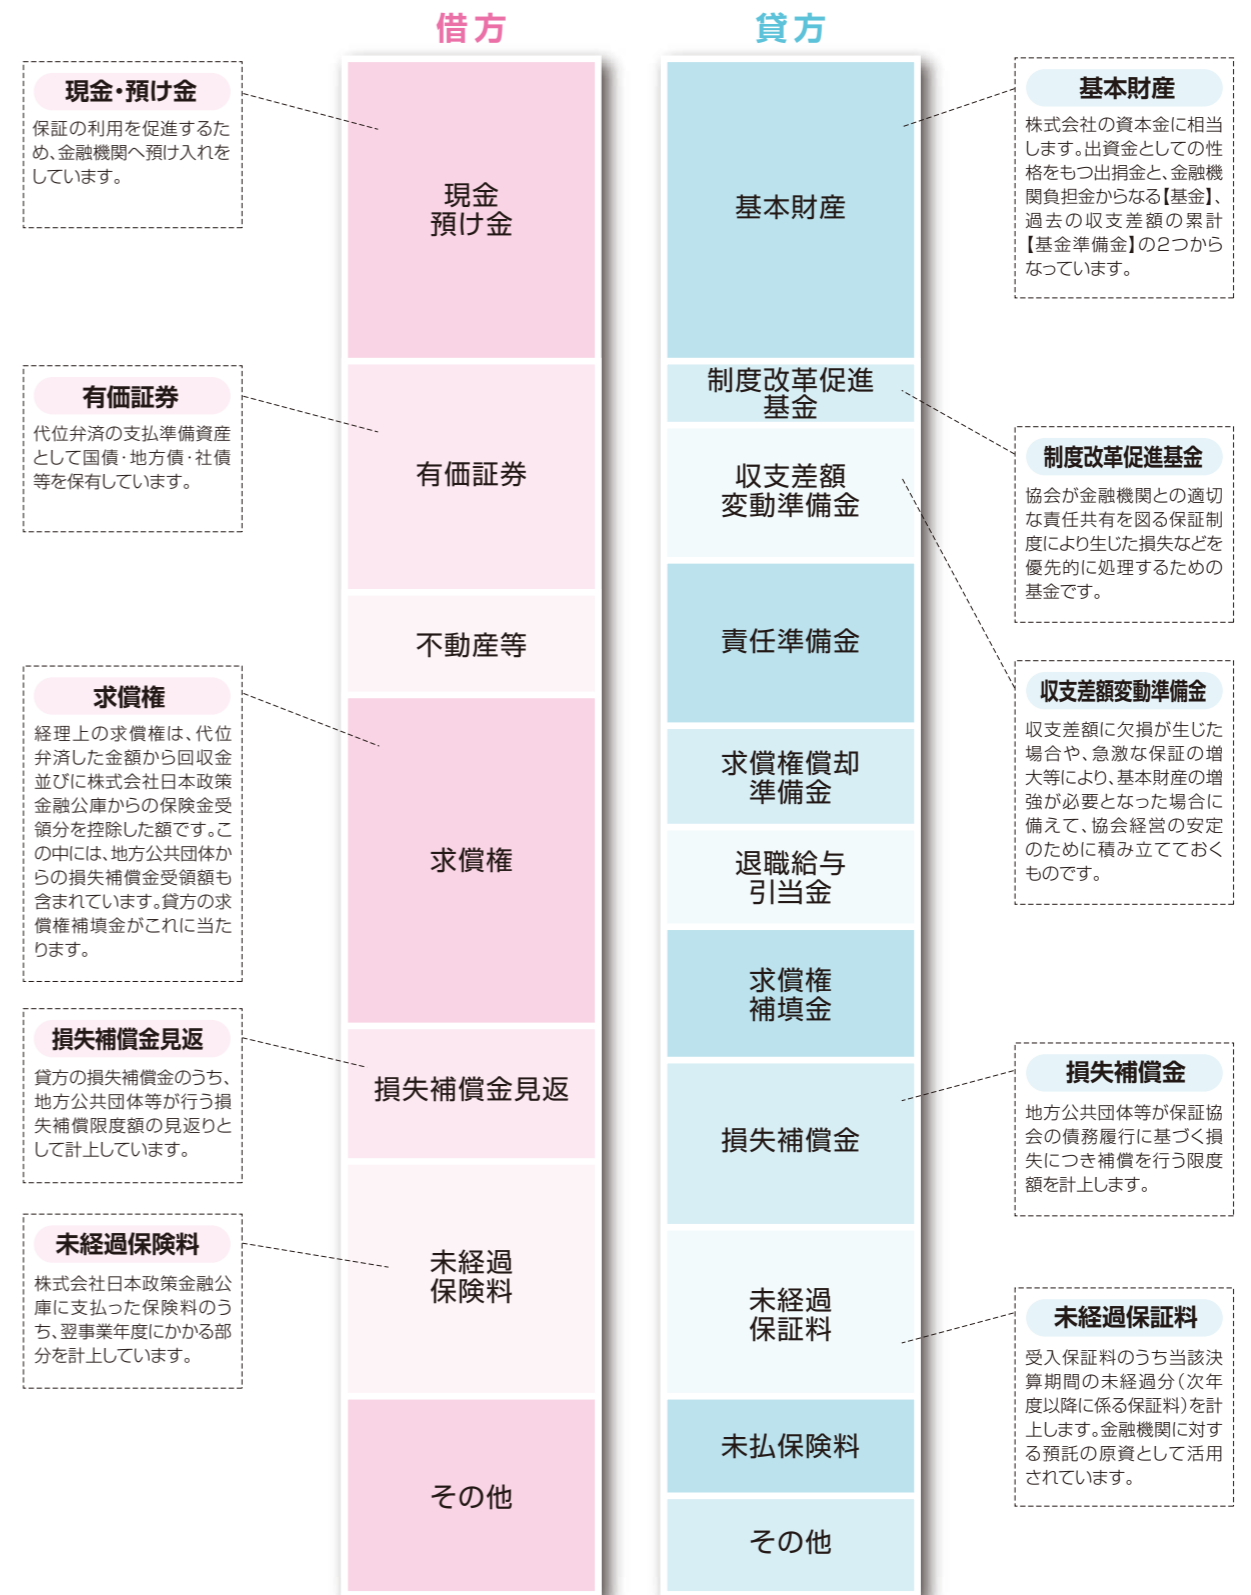 借方
現金・預け金
保証の利用を促進するた
め、金融機関へ預け入れを
しています。
有価証券
代位弁済の支払準備資産
として国債・地方債・社債
等を保有しています。
求償権
経理上の求償権は、代位
弁済した金額から回収金
並びに株式会社日本政策
金融公庫からの保険金受
領分を控除した額です。こ
の中には、地方公共団体か
らの損失補償金受領額も
含まれています。貸方の求
償権補填金がこれに当た
ります。
損失補償金見返
貸方の損失補償金のうち、
地方公共団体等が行う損
失補償限度額の見返りと
して計上しています。
未経過保険料
株式会社日本政策金融公
庫に支払った保険料のう
ち、翌事業年度にかかる部
分を計上しています。
現金
預け金
有価証券
不動産等
求償権
損失補償金見返
未経過
保険料
その他
貸方
基本財産
制度改革促進
基金
収支差額
変動準備金
責任準備金
求償権償却
準備金
退職給与
引当金
求償権
補填金
損失補償金
未経過
保証料
未払保険料
その他
基本財産
株式会社の資本金に相当
します。出資金としての性
格をもつ出捐金と、金融機
関負担金からなる【基金】、
過去の収支差額の累計
【基金準備金】の2つから
なっています。
制度改革促進基金
協会が金融機関との適切
な責任共有を図る保証制
度により生じた損失などを
優先的に処理するための
基金です。
収支差額変動準備金
収支差額に欠損が生じた
場合や、急激な保証の増
大等により、基本財産の増
強が必要となった場合に
備えて、協会経営の安定
のために積み立てておく
ものです。
損失補償金
地方公共団体等が保証協
会の債務履行に基づく損
失につき補償を行う限度
額を計上します。
未経過保証料
受入保証料のうち当該決
算期間の未経過分(次年
度以降に係る保証料)を計
上します。金融機関に対す
る預託の原資として活用
されています。